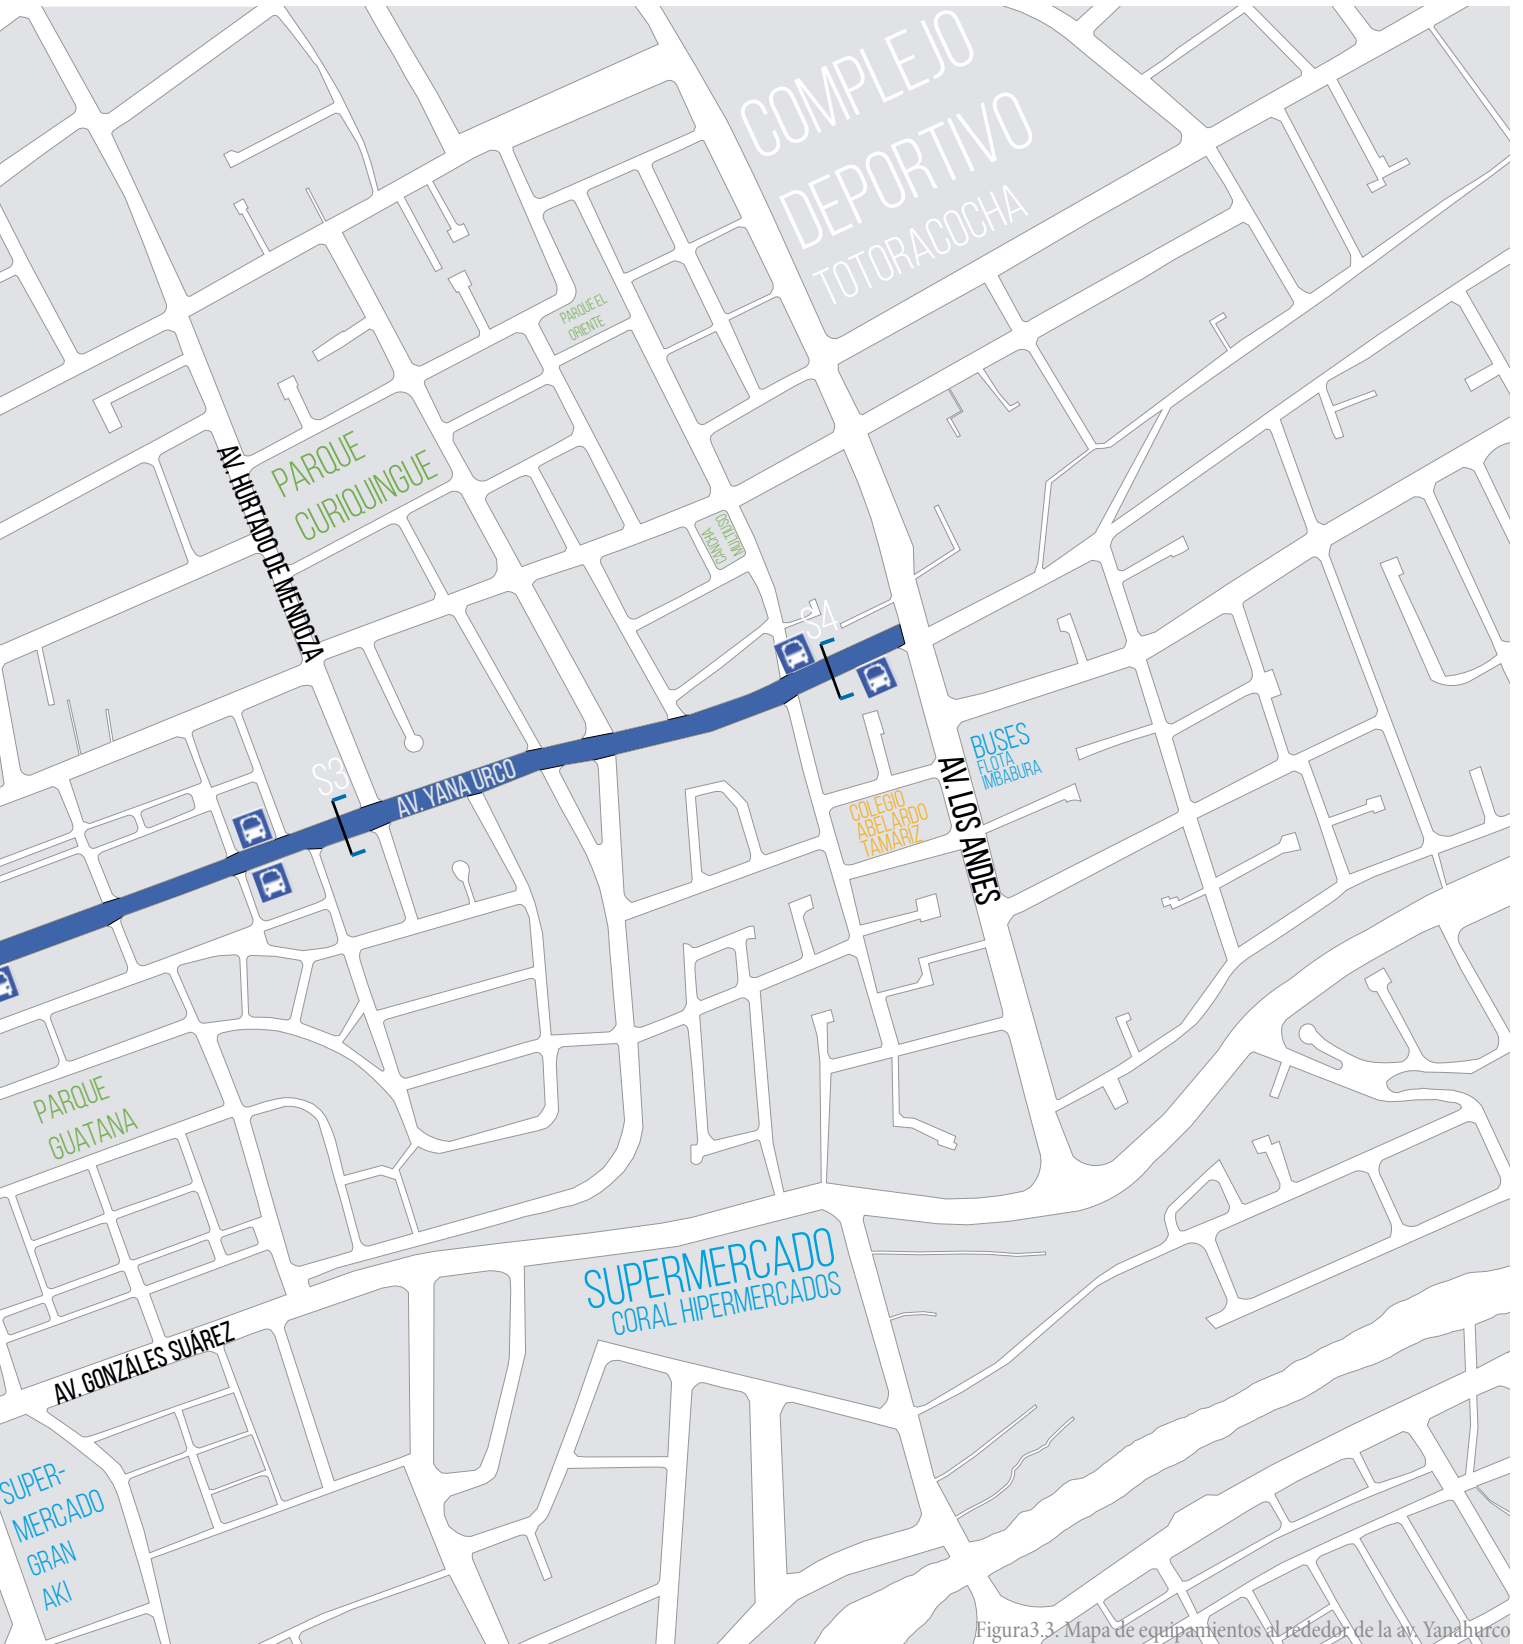 COMPLEJO
DEPORTIVO
TOTORACOCHA
PARQUE EL
ORIENTE
PARQUE
CURIQUINGUE
AV. HURTADO DE MENDOZA
CANCHA
MULTIUSO
S4
S3
AV. YANA URCO
BUSES
FLOTA
IMBABURA
AV. LOS ANDES
COLEGIO
ABELARDO
TAMARIZ
PARQUE
GUATANA
SUPERMERCADO
CORAL HIPERMERCADOS
AV. GONZÁLES SUÁREZ
SUPER-
MERCADO
GRAN
AKI
Figura3.3. Mapa de equipamientos al rededor de la av. Yanahurco